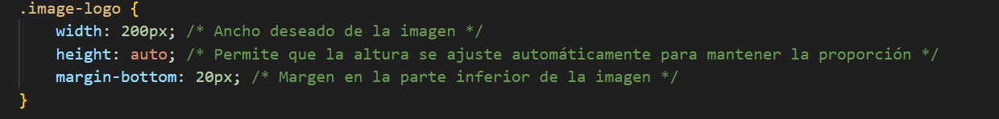 .image-logo {
width: 200px; /* Ancho deseado de la imagen */
height: auto; /* Permite que la altura se ajuste automáticamente para mantener la proporción */
margin-bottom: 20px; /* Margen en la parte inferior de la imagen */
}